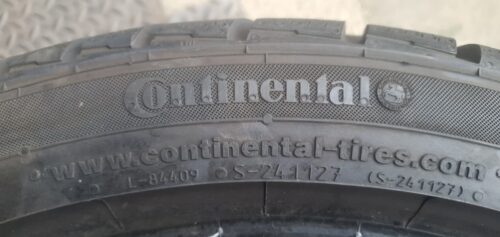 Continental
www.continental-tires.com
L-84409 S-241127 (S-241127)